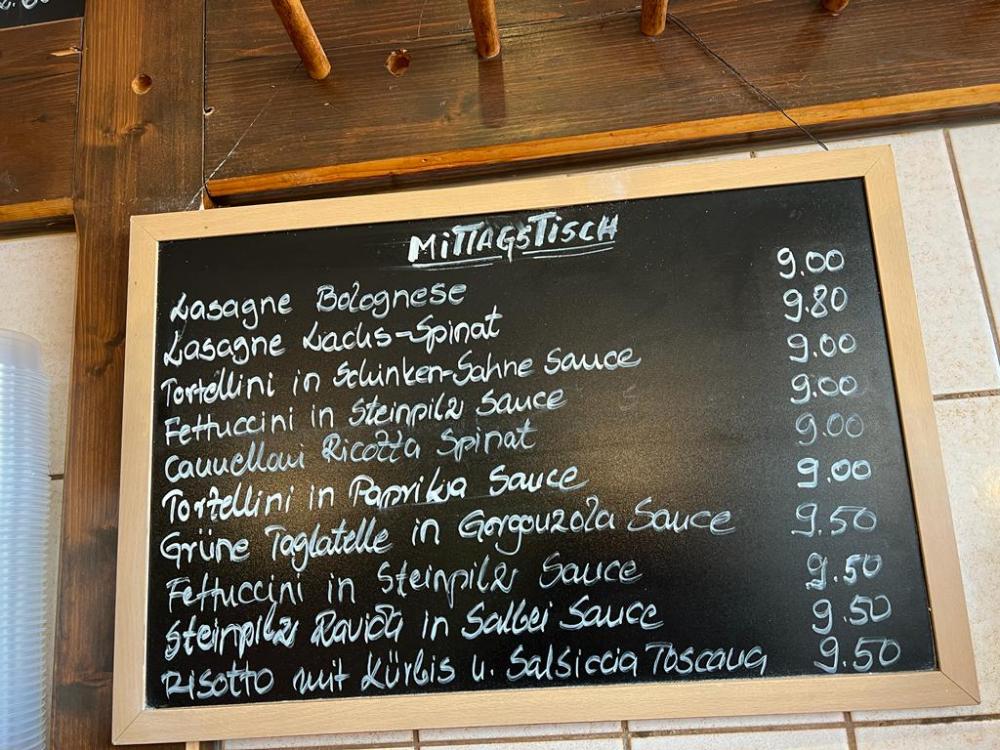 MiTTAGSTiSCH
Lasagne Bolognese 9.00
Lasagne Lachs-Spinat 9.80
Tortellini in Schinken-Sahne Sauce 9.00
Fettuccini in Steinpilz Sauce 9.00
Cannelloni Ricotta Spinat 9.00
Tortellini in Paprika Sauce 9.00
Grüne Taglatelle in Gorgonzola Sauce 9.50
Fettuccini in Steinpilz Sauce 9.50
Steinpilz Ravioli in Salbei Sauce 9.50
Risotto mit Kürbis u. Salsiccia Toscana 9.50